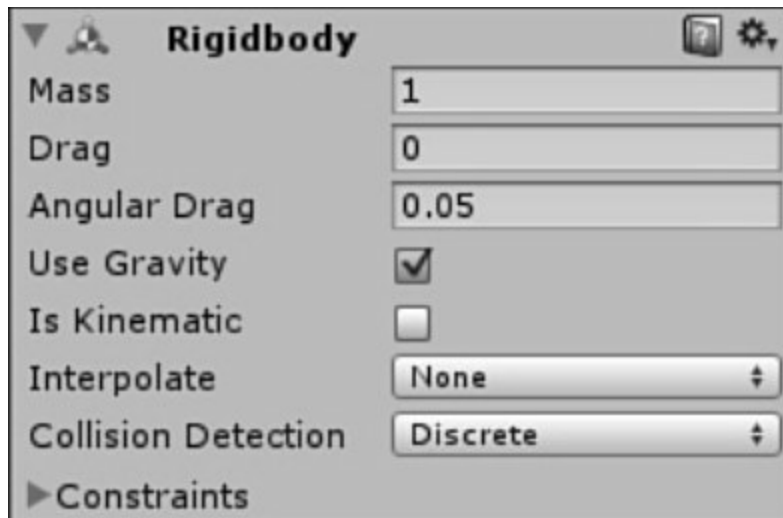 Rigidbody
Mass 1
Drag 0
Angular Drag 0.05
Use Gravity
Is Kinematic
Interpolate None
Collision Detection Discrete
Constraints